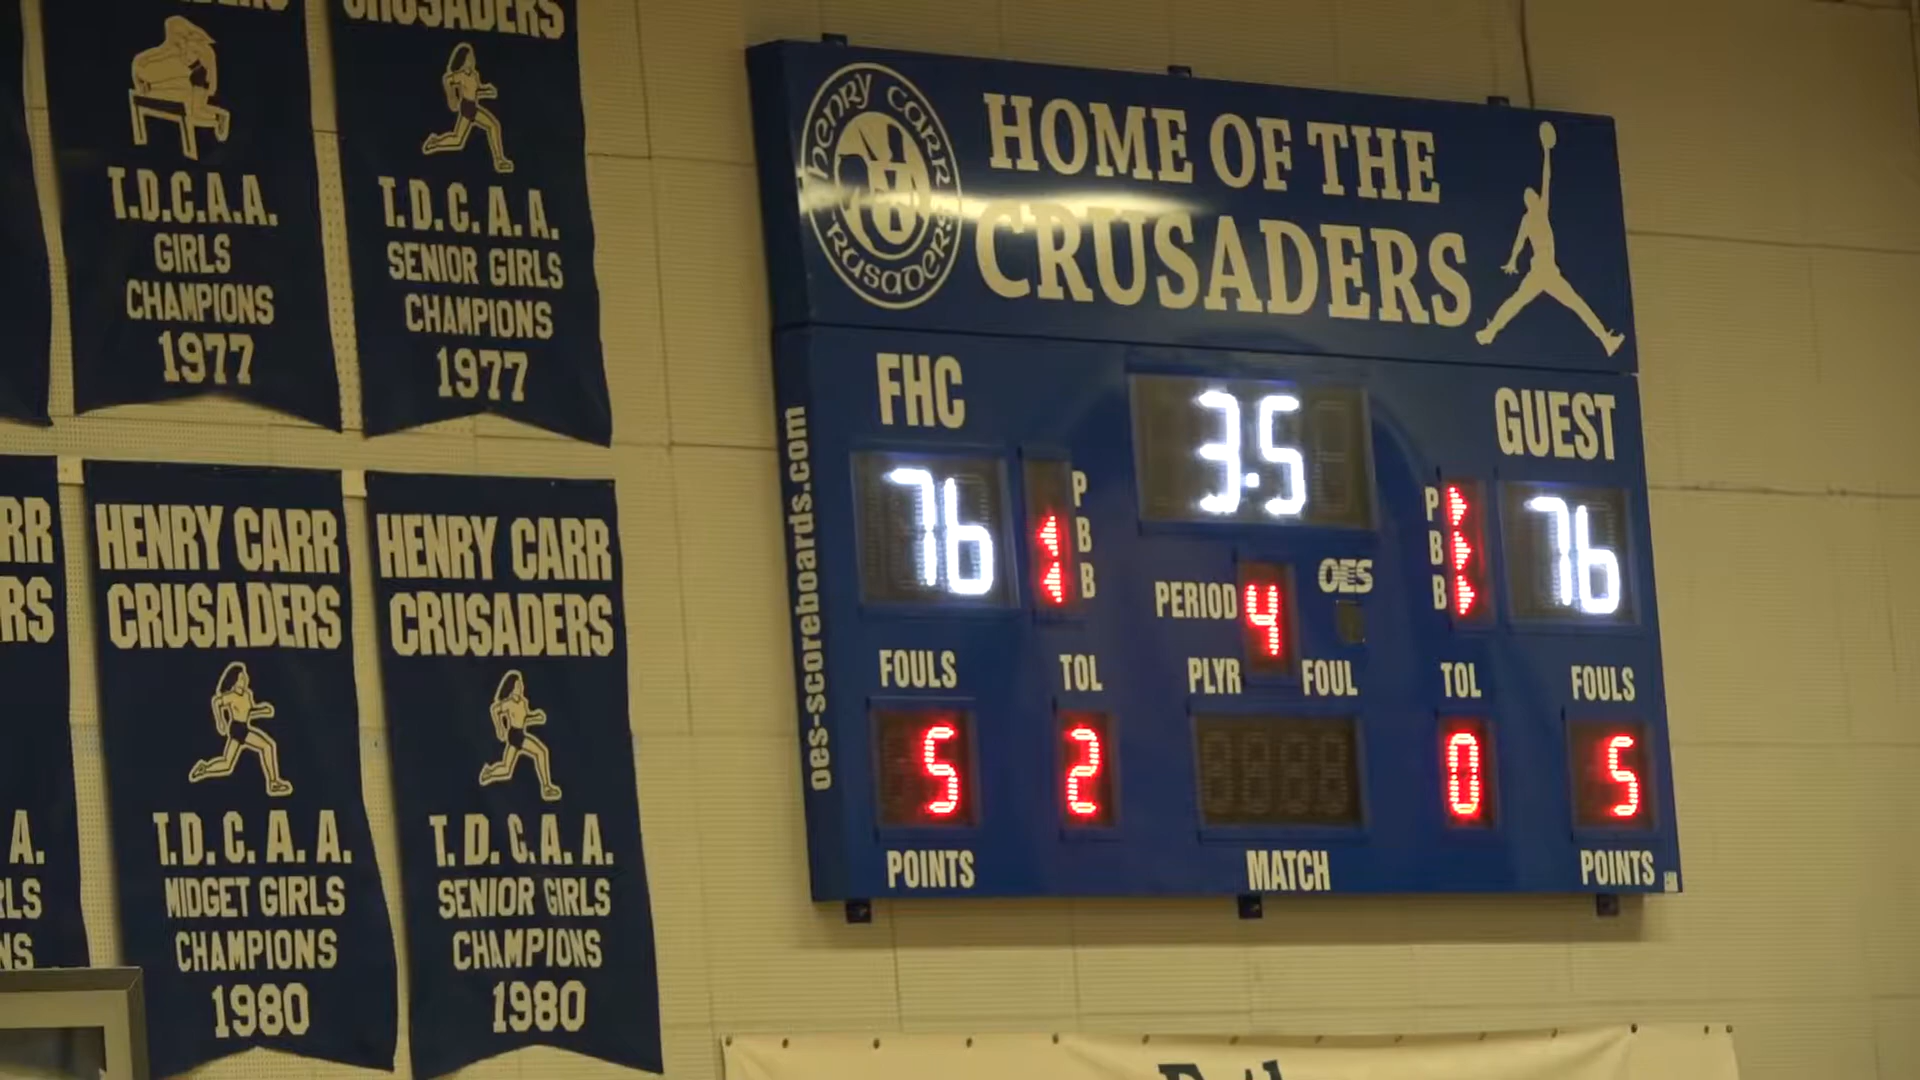 CRUSADERS
T.D.C.A.A.
GIRLS
CHAMPIONS
1977
T.D.C.A.A.
SENIOR GIRLS
CHAMPIONS
1977
HENRY CARR
CRUSADERS
T.D.C.A.A.
MIDGET GIRLS
CHAMPIONS
1980
HENRY CARR
CRUSADERS
T.D.C.A.A.
SENIOR GIRLS
CHAMPIONS
1980
HENRY CARR
CRUSADERS
HOME OF THE
CRUSADERS
oes-scoreboards.com
FHC
3.5
GUEST
76
P
B
B
P
B
B
76
OES
PERIOD 4
FOULS
TOL
PLYR
FOUL
TOL
FOULS
5
2
0
5
POINTS
MATCH
POINTS